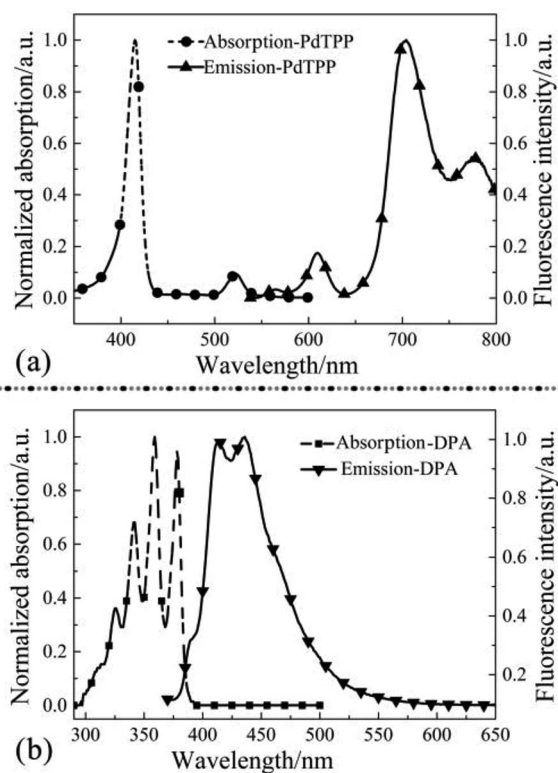 Normalized absorption/a.u.
1.0
0.8
0.6
0.4
0.2
0.0
Absorption-PdTPP
Emission-PdTPP
1.0
0.8
0.6
0.4
0.2
0.0
Fluorescence intensity/a.u.
400 500 600 700 800
(a) Wavelength/nm
Normalized absorption/a.u.
1.0
0.8
0.6
0.4
0.3
0.1
0.0
Absorption-DPA
Emission-DPA
1.0
0.8
0.6
0.4
0.2
Fluorescence intensity/a.u.
290 350 400 450 500 550 600 650
(b) Wavelength/nm